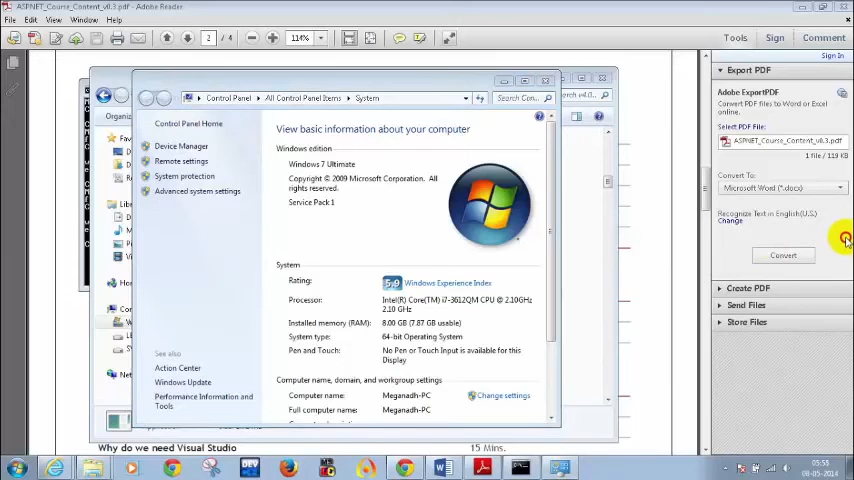 ASPNET_Course_Content_v0.3.pdf - Adobe Reader
File Edit View Window Help
2 / 4 114% Tools Sign Comment
Sign In
Export PDF
Adobe ExportPDF
Convert PDF files to Word or Excel
online.
Select PDF File:
ASPNET_Course_Content_v0.3.pdf
1 file / 119 KB
Convert To:
Microsoft Word (*.docx)
Recognize Text in English(U.S.)
Change
Convert
Create PDF
Send Files
Store Files
Organiz
Control Panel All Control Panel Items System
Search Con...
Control Panel Home
Device Manager
Remote settings
System protection
Advanced system settings
See also
Action Center
Windows Update
Performance Information and
Tools
View basic information about your computer
Windows edition
Windows 7 Ultimate
Copyright © 2009 Microsoft Corporation. All
rights reserved.
Service Pack 1
System
Rating: 5.9 Windows Experience Index
Processor: Intel(R) Core(TM) i7-3612QM CPU @ 2.10GHz
2.10 GHz
Installed memory (RAM): 8.00 GB (7.87 GB usable)
System type: 64-bit Operating System
Pen and Touch: No Pen or Touch Input is available for this
Display
Computer name, domain, and workgroup settings
Computer name: Meganadh-PC Change settings
Full computer name: Meganadh-PC
Why do we need Visual Studio 15 Mins.
DEV
05:55
08-05-2014